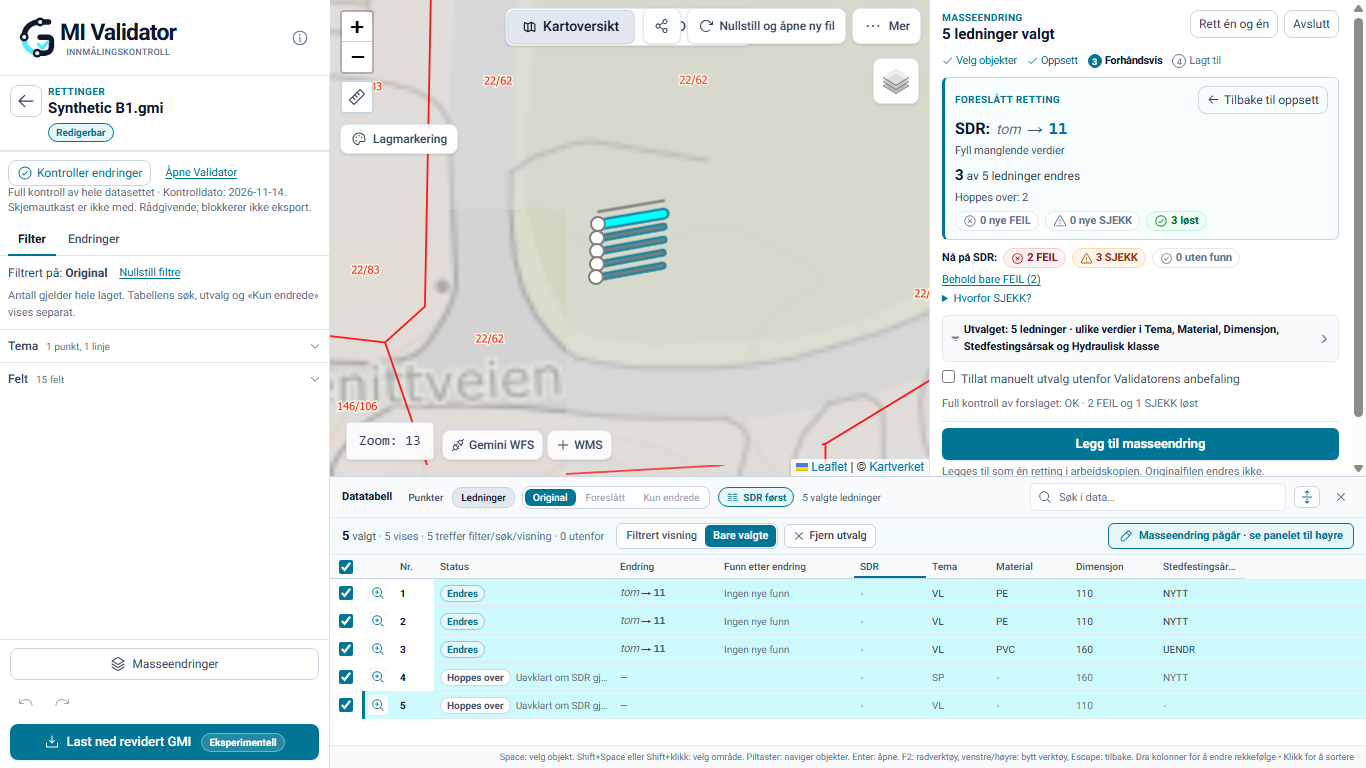 MI Validator
INNMÅLINGSKONTROLL
RETTINGER
Synthetic B1.gmi
Redigerbar
Kontroller endringer
Åpne Validator
Full kontroll av hele datasettet · Kontrolldato: 2026-11-14.
Skjemautkast er ikke med. Rådgivende; blokkerer ikke eksport.
Filter
Endringer
Filtrert på: Original
Nullstill filtre
Antall gjelder hele laget. Tabellens søk, utvalg og «Kun endrede»
vises separat.
Tema 1 punkt, 1 linje
Felt 15 felt
Masseendringer
Last ned revidert GMI Eksperimentell
+
−
Kartoversikt
Nullstill og åpne ny fil
··· Mer
Lagmarkering
22/62
22/62
22/83
22/62
22/
146/106
enittveien
Zoom: 13
Gemini WFS
+ WMS
Leaflet | © Kartverket
MASSEENDRING
5 ledninger valgt
Rett én og én
Avslutt
Velg objekter
Oppsett
3 Forhåndsvis
4 Lagt til
FORESLÅTT RETTING
← Tilbake til oppsett
SDR: tom → 11
Fyll manglende verdier
3 av 5 ledninger endres
Hoppes over: 2
0 nye FEIL
0 nye SJEKK
3 løst
Nå på SDR: 2 FEIL 3 SJEKK 0 uten funn
Behold bare FEIL (2)
Hvorfor SJEKK?
Utvalget: 5 ledninger · ulike verdier i Tema, Material, Dimensjon,
Stedfestingsårsak og Hydraulisk klasse
Tillat manuelt utvalg utenfor Validatorens anbefaling
Full kontroll av forslaget: OK · 2 FEIL og 1 SJEKK løst
Legg til masseendring
Legges til som én retting i arbeidskopien. Originalfilen endres ikke.
Datatabell Punkter Ledninger Original Foreslått Kun endrede SDR først 5 valgte ledninger
Søk i data…
5 valgt · 5 vises · 5 treffer filter/søk/visning · 0 utenfor
Filtrert visning Bare valgte
Fjern utvalg
Masseendring pågår · se panelet til høyre
Nr. Status Endring Funn etter endring SDR Tema Material Dimensjon Stedfestingsår…
1 Endres tom → 11 Ingen nye funn · VL PE 110 NYTT
2 Endres tom → 11 Ingen nye funn · VL PE 110 NYTT
3 Endres tom → 11 Ingen nye funn · VL PVC 160 UENDR
4 Hoppes over Uavklart om SDR gj… – · SP · 160 NYTT
5 Hoppes over Uavklart om SDR gj… – · VL · 110 ·
Space: velg objekt. Shift+Space eller Shift+klikk: velg område. Piltaster: naviger objekter. Enter: åpne. F2: radverktøy, venstre/høyre: bytt verktøy, Escape: tilbake. Dra kolonner for å endre rekkefølge • Klikk for å sortere